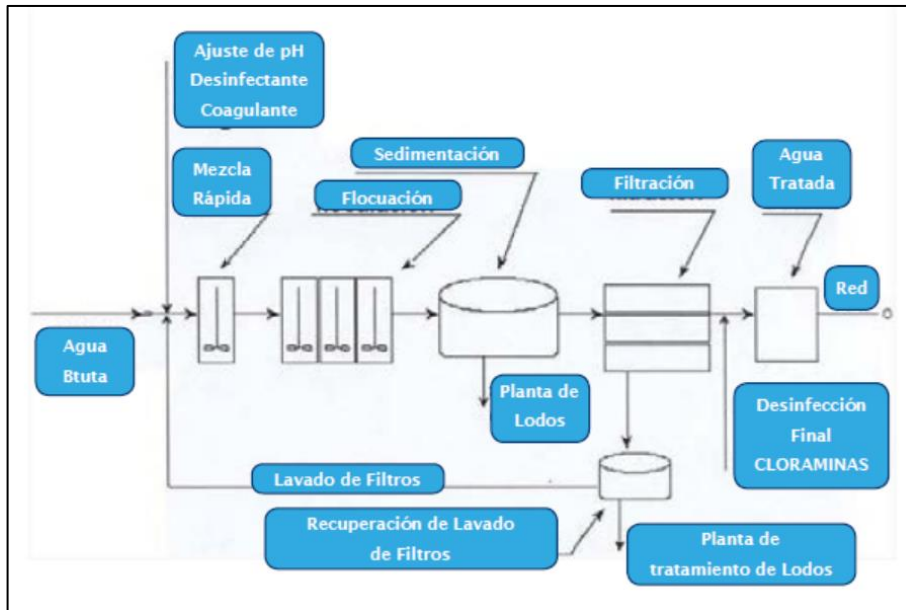 Ajuste de pH
Desinfectante
Coagulante
Sedimentación
Mezcla
Rápida
Flocuación
Filtración
Agua
Tratada
Red
Agua
Btuta
Planta de
Lodos
Desinfección
Final
CLORAMINAS
Lavado de Filtros
Recuperación de Lavado
de Filtros
Planta de
tratamiento de Lodos